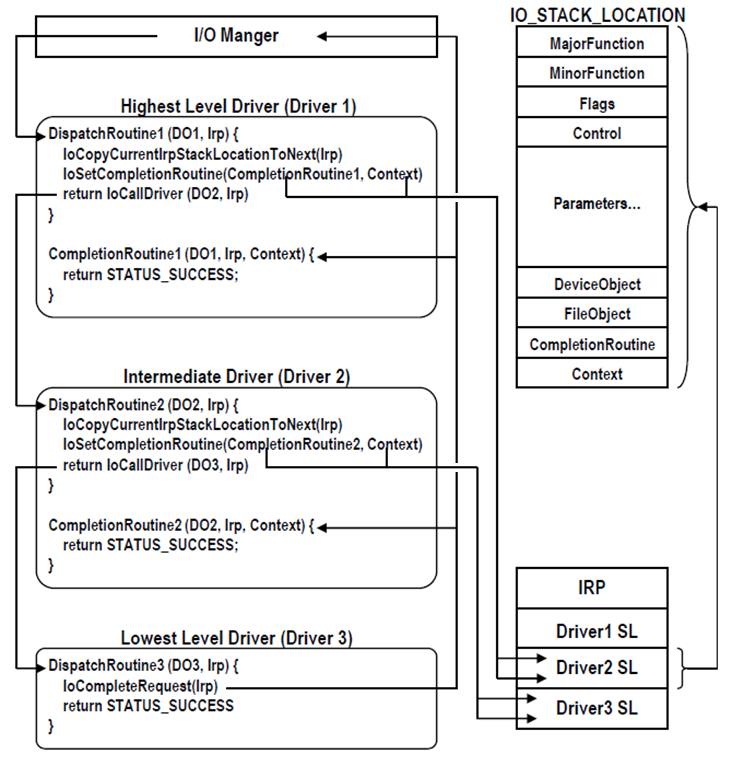 I/O Manger
Highest Level Driver (Driver 1)
DispatchRoutine1 (DO1, Irp) {
IoCopyCurrentIrpStackLocationToNext(Irp)
IoSetCompletionRoutine(CompletionRoutine1, Context)
return IoCallDriver (DO2, Irp)
}
CompletionRoutine1 (DO1, Irp, Context) {
return STATUS_SUCCESS;
}
Intermediate Driver (Driver 2)
DispatchRoutine2 (DO2, Irp) {
IoCopyCurrentIrpStackLocationToNext(Irp)
IoSetCompletionRoutine(CompletionRoutine2, Context)
return IoCallDriver (DO3, Irp)
}
CompletionRoutine2 (DO2, Irp, Context) {
return STATUS_SUCCESS;
}
Lowest Level Driver (Driver 3)
DispatchRoutine3 (DO3, Irp) {
IoCompleteRequest(Irp)
return STATUS_SUCCESS
}
IO_STACK_LOCATION
MajorFunction
MinorFunction
Flags
Control
Parameters...
DeviceObject
FileObject
CompletionRoutine
Context
IRP
Driver1 SL
Driver2 SL
Driver3 SL